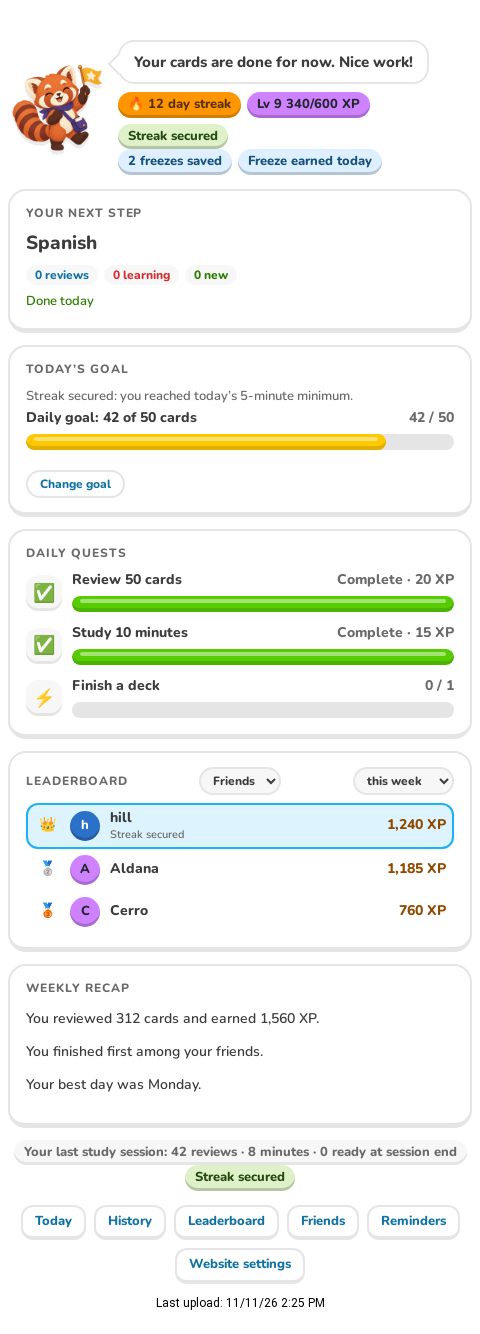 Your cards are done for now. Nice work!
🔥 12 day streak
Lv 9 340/600 XP
Streak secured
2 freezes saved
Freeze earned today
YOUR NEXT STEP
Spanish
0 reviews 0 learning 0 new
Done today
TODAY'S GOAL
Streak secured: you reached today's 5-minute minimum.
Daily goal: 42 of 50 cards 42 / 50
Change goal
DAILY QUESTS
Review 50 cards Complete · 20 XP
Study 10 minutes Complete · 15 XP
Finish a deck 0 / 1
LEADERBOARD Friends this week
h hill 1,240 XP
Streak secured
A Aldana 1,185 XP
C Cerro 760 XP
WEEKLY RECAP
You reviewed 312 cards and earned 1,560 XP.
You finished first among your friends.
Your best day was Monday.
Your last study session: 42 reviews · 8 minutes · 0 ready at session end
Streak secured
Today History Leaderboard Friends Reminders
Website settings
Last upload: 11/11/26 2:25 PM